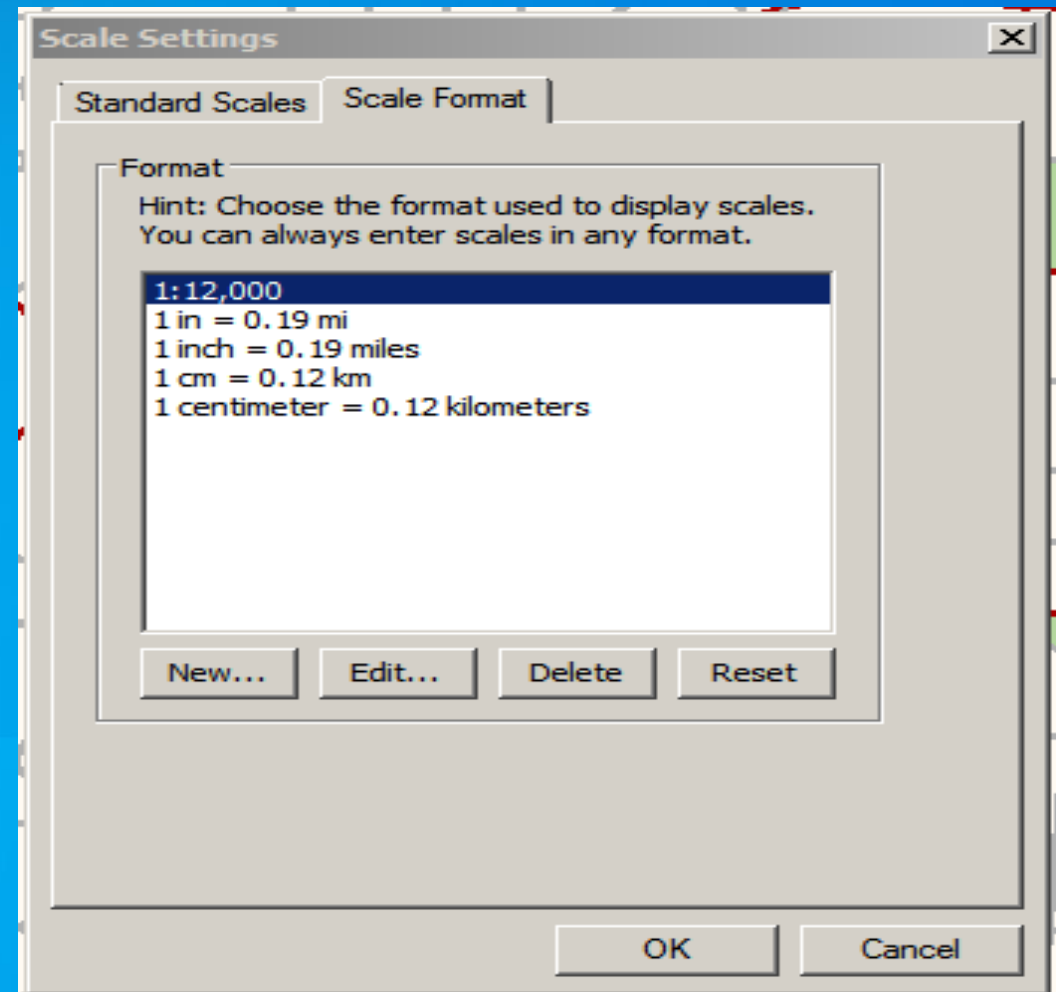 Scale Settings
Standard Scales
Scale Format
Format
Hint: Choose the format used to display scales.
You can always enter scales in any format.
1:12,000
1 in = 0.19 mi
1 inch = 0.19 miles
1 cm = 0.12 km
1 centimeter = 0.12 kilometers
New...
Edit...
Delete
Reset
OK
Cancel